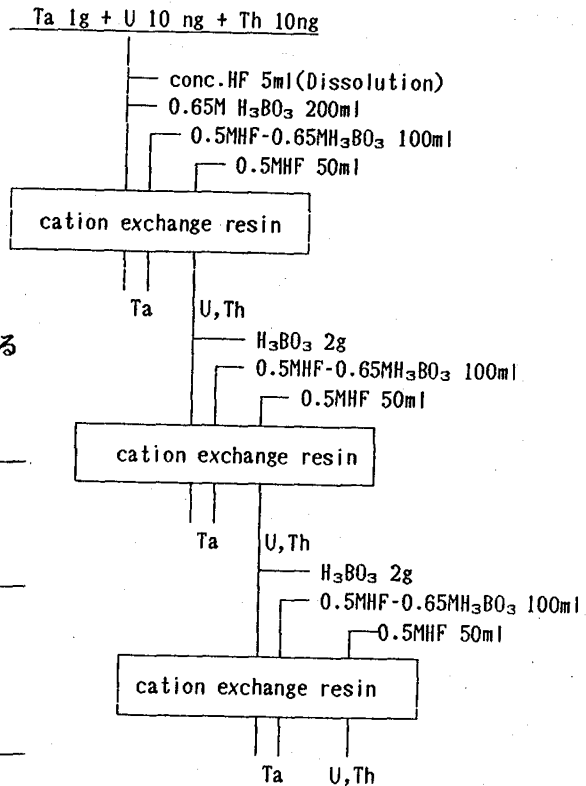 Ta 1g + U 10 ng + Th 10ng
conc.HF 5ml(Dissolution)
0.65M H₃BO₃ 200ml
0.5MHF-0.65MH₃BO₃ 100ml
0.5MHF 50ml
cation exchange resin
Ta
U,Th
る
H₃BO₃ 2g
0.5MHF-0.65MH₃BO₃ 100ml
0.5MHF 50ml
cation exchange resin
Ta
U,Th
H₃BO₃ 2g
0.5MHF-0.65MH₃BO₃ 100ml
0.5MHF 50ml
cation exchange resin
Ta
U,Th